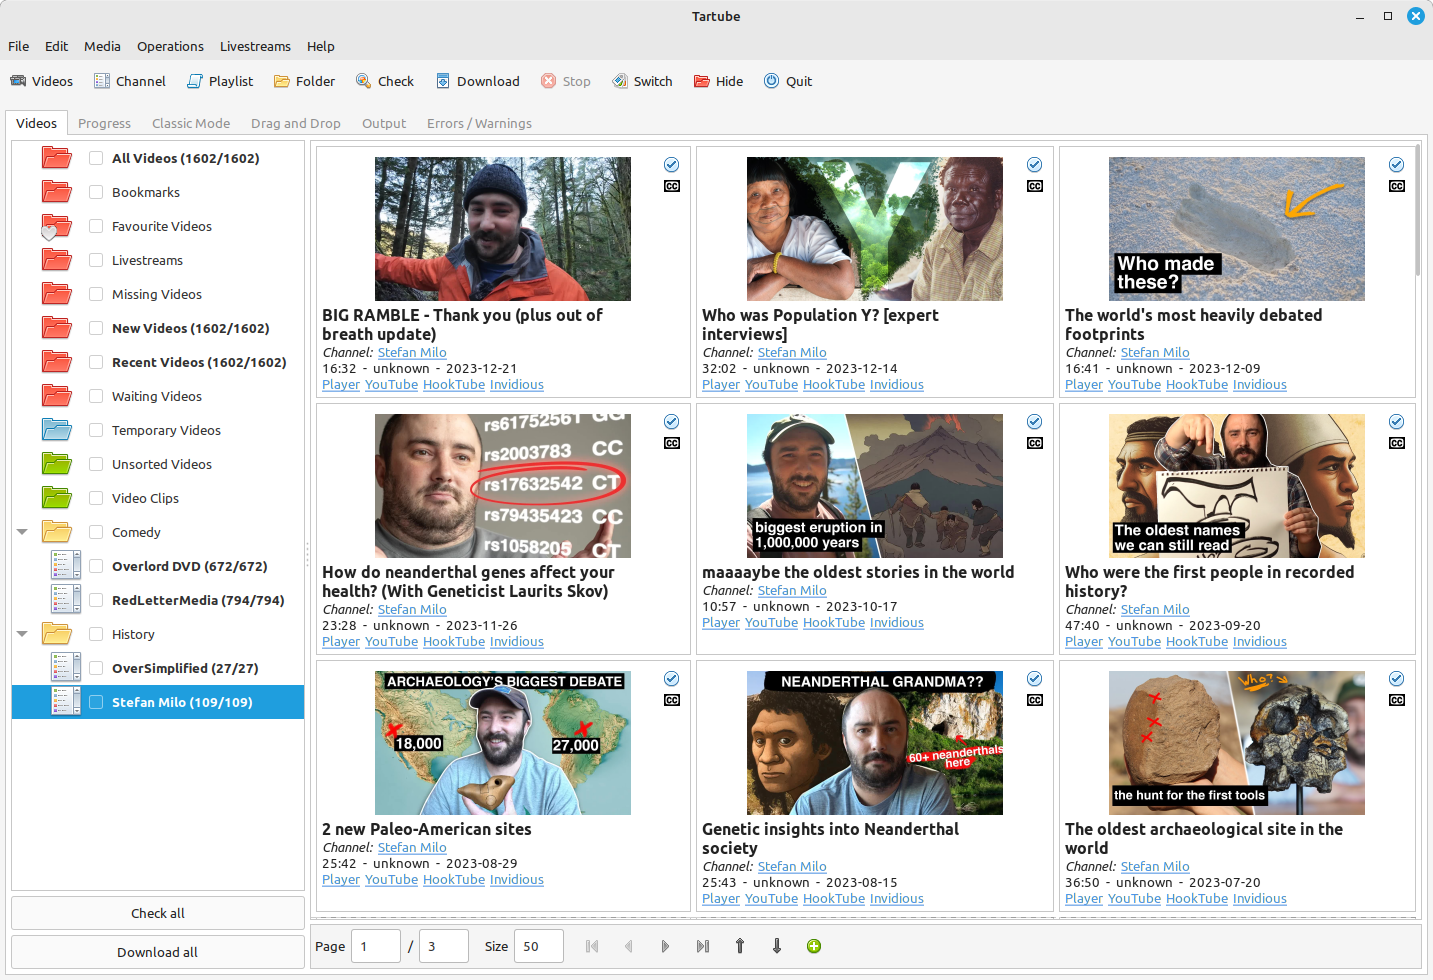 Tartube
File Edit Media Operations Livestreams Help
Videos Channel Playlist Folder Check Download Stop Switch Hide Quit
Videos Progress Classic Mode Drag and Drop Output Errors / Warnings
All Videos (1602/1602)
Bookmarks
Favourite Videos
Livestreams
Missing Videos
New Videos (1602/1602)
Recent Videos (1602/1602)
Waiting Videos
Temporary Videos
Unsorted Videos
Video Clips
Comedy
Overlord DVD (672/672)
RedLetterMedia (794/794)
History
OverSimplified (27/27)
Stefan Milo (109/109)
Check all
Download all
CC
BIG RAMBLE - Thank you (plus out of
breath update)
Channel: Stefan Milo
16:32 - unknown - 2023-12-21
Player YouTube HookTube Invidious
Y
CC
Who was Population Y? [expert
interviews]
Channel: Stefan Milo
32:02 - unknown - 2023-12-14
Player YouTube HookTube Invidious
Who made
these?
CC
The world's most heavily debated
footprints
Channel: Stefan Milo
16:41 - unknown - 2023-12-09
Player YouTube HookTube Invidious
rs61752561 GG
rs2003783 CC
rs17632542 CT
rs79435423 CC
rs1058205 CT
CC
How do neanderthal genes affect your
health? (With Geneticist Laurits Skov)
Channel: Stefan Milo
23:28 - unknown - 2023-11-26
Player YouTube HookTube Invidious
biggest eruption in
1,000,000 years
CC
maaaaybe the oldest stories in the world
Channel: Stefan Milo
10:57 - unknown - 2023-10-17
Player YouTube HookTube Invidious
The oldest names
we can still read
CC
Who were the first people in recorded
history?
Channel: Stefan Milo
47:40 - unknown - 2023-09-20
Player YouTube HookTube Invidious
ARCHAEOLOGY'S BIGGEST DEBATE
18,000
27,000
CC
2 new Paleo-American sites
Channel: Stefan Milo
25:42 - unknown - 2023-08-29
Player YouTube HookTube Invidious
NEANDERTHAL GRANDMA??
60+ neanderthals
here
CC
Genetic insights into Neanderthal
society
Channel: Stefan Milo
25:43 - unknown - 2023-08-15
Player YouTube HookTube Invidious
Who?
the hunt for the first tools
CC
The oldest archaeological site in the
world
Channel: Stefan Milo
36:50 - unknown - 2023-07-20
Player YouTube HookTube Invidious
Page 1 / 3 Size 50